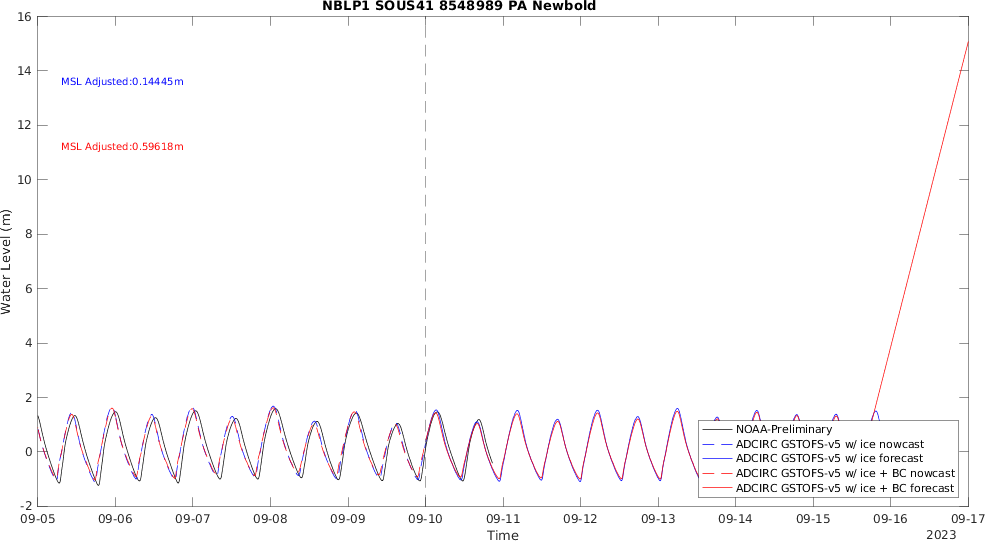 NBLP1 SOUS41 8548989 PA Newbold
16
14
12
10
8
6
4
2
0
-2
Water Level (m)
MSL Adjusted:0.14445m
MSL Adjusted:0.59618m
NOAA-Preliminary
ADCIRC GSTOFS-v5 w/ ice nowcast
ADCIRC GSTOFS-v5 w/ ice forecast
ADCIRC GSTOFS-v5 w/ ice + BC nowcast
ADCIRC GSTOFS-v5 w/ ice + BC forecast
09-05 09-06 09-07 09-08 09-09 09-10 09-11 09-12 09-13 09-14 09-15 09-16 09-17
Time
2023